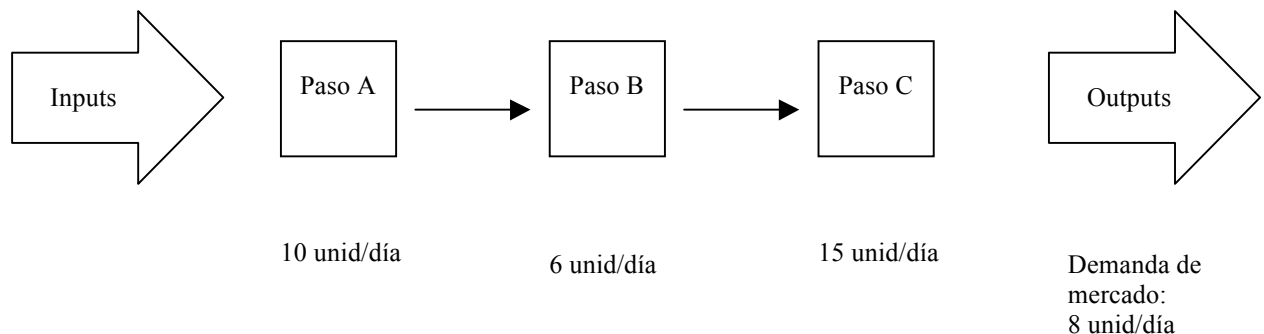 Inputs
Paso A
Paso B
Paso C
Outputs
10 unid/día
6 unid/día
15 unid/día
Demanda de
mercado:
8 unid/día